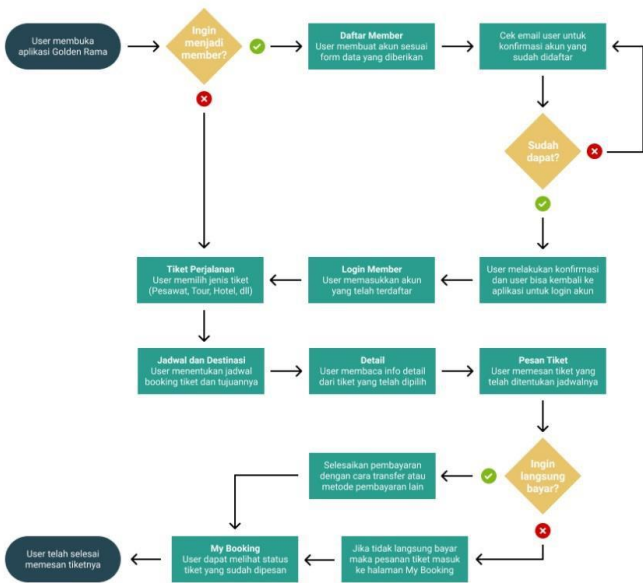 User membuka
aplikasi Golden Rama
Ingin
menjadi
member?
Daftar Member
User membuat akun sesuai
form data yang diberikan
Cek email user untuk
konfirmasi akun yang
sudah didaftar
Sudah
dapat?
User melakukan konfirmasi
dan user bisa kembali ke
aplikasi untuk login akun
Login Member
User memasukkan akun
yang telah terdaftar
Tiket Perjalanan
User memilih jenis tiket
(Pesawat, Tour, Hotel, dll)
Jadwal dan Destinasi
User menentukan jadwal
booking tiket dan tujuannya
Detail
User membaca info detail
dari tiket yang telah dipilih
Pesan Tiket
User memesan tiket yang
telah ditentukan jadwalnya
Ingin
langsung
bayar?
Selesaikan pembayaran
dengan cara transfer atau
metode pembayaran lain
Jika tidak langsung bayar
maka pesanan tiket masuk
ke halaman My Booking
My Booking
User dapat melihat status
tiket yang sudah dipesan
User telah selesai
memesan tiketnya